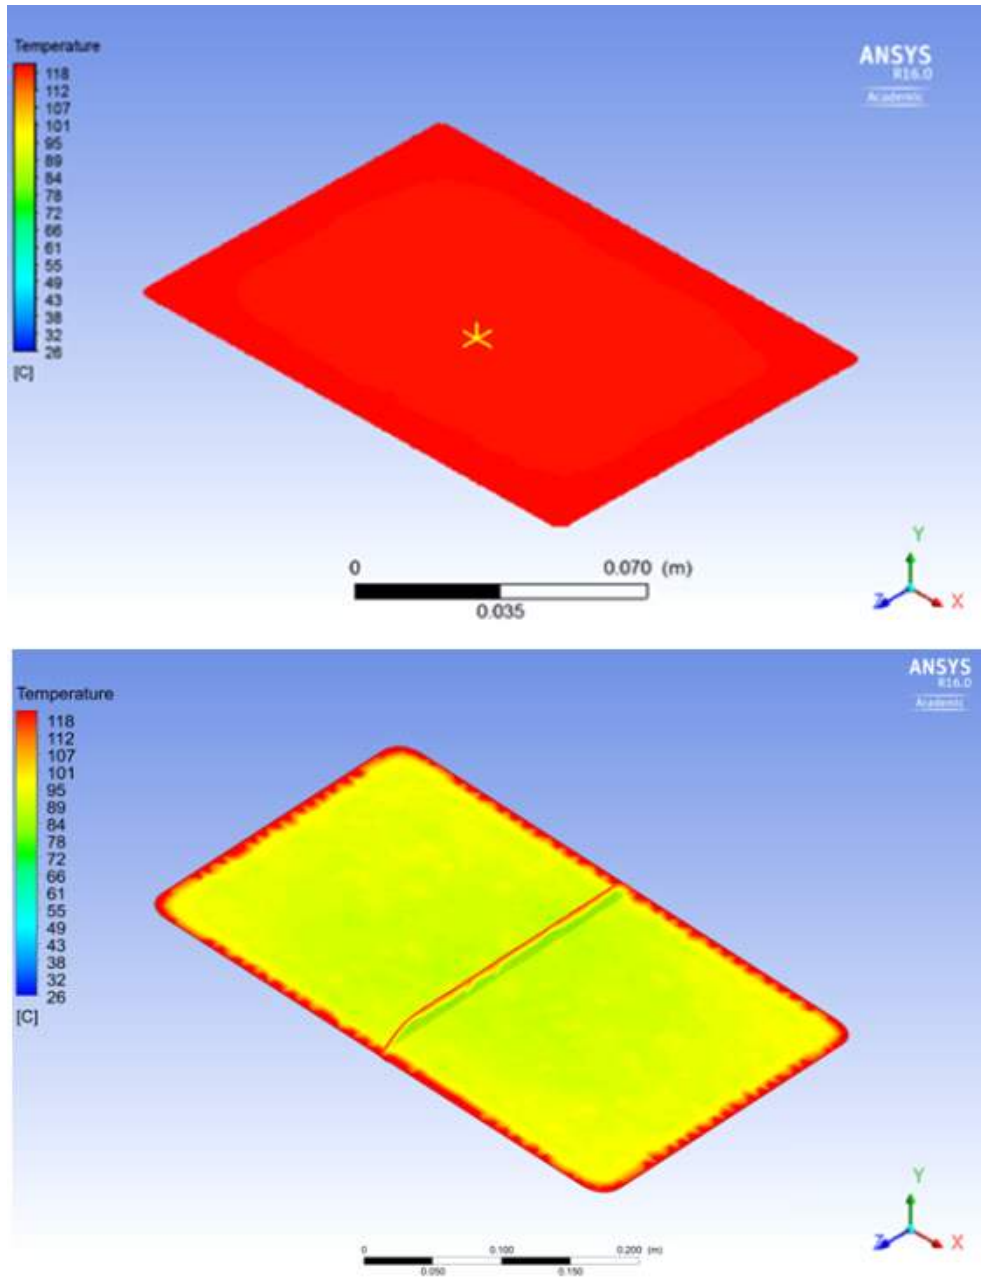 Temperature
118
112
107
101
95
89
84
78
72
66
61
55
49
43
38
32
26
[C]
ANSYS
R16.0
Academic
0 0.070 (m)
0.035
Y
Z X
Temperature
118
112
107
101
95
89
84
78
72
66
61
55
49
43
38
32
26
[C]
ANSYS
R16.0
Academic
Y
Z X
0 0.100 0.200 (m)
0.050 0.150